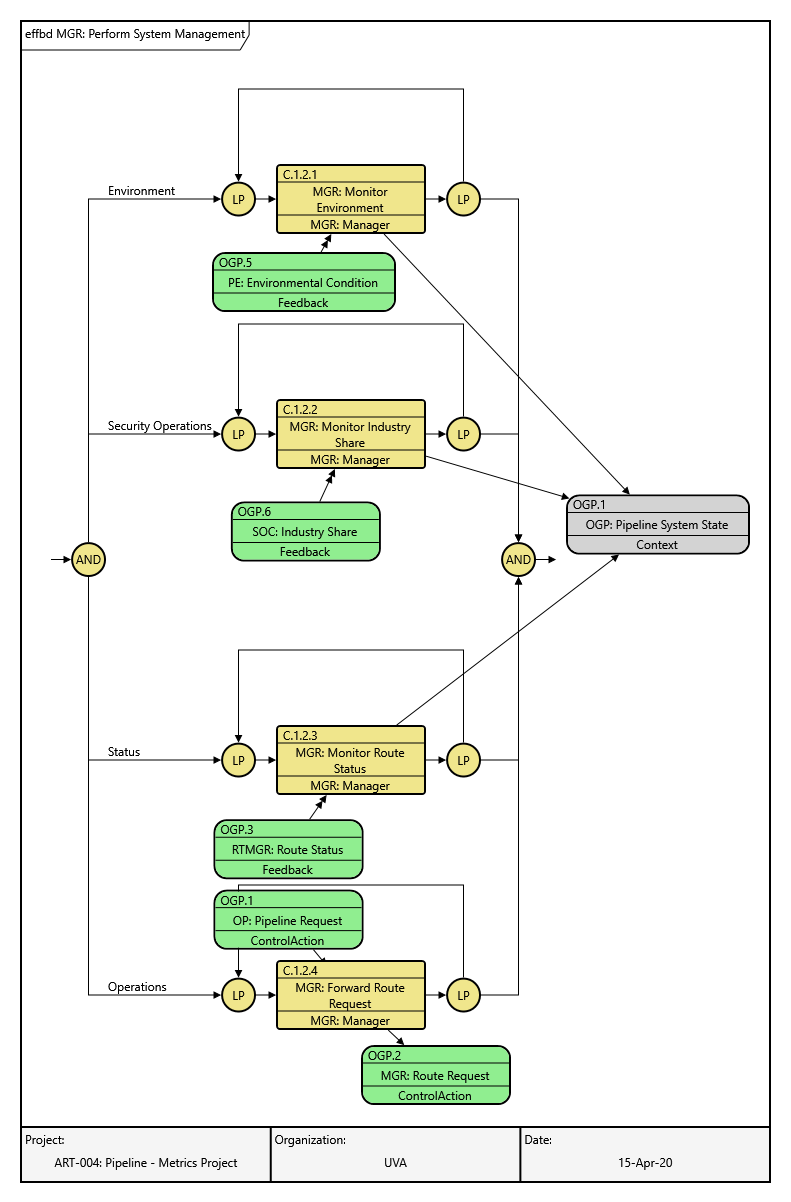 effbd MGR: Perform System Management
Environment
LP
C.1.2.1
MGR: Monitor
Environment
MGR: Manager
LP
OGP.5
PE: Environmental Condition
Feedback
Security Operations
LP
C.1.2.2
MGR: Monitor Industry
Share
MGR: Manager
LP
OGP.6
SOC: Industry Share
Feedback
OGP.1
OGP: Pipeline System State
Context
AND
AND
Status
LP
C.1.2.3
MGR: Monitor Route
Status
MGR: Manager
LP
OGP.3
RTMGR: Route Status
Feedback
OGP.1
OP: Pipeline Request
ControlAction
Operations
LP
C.1.2.4
MGR: Forward Route
Request
MGR: Manager
LP
OGP.2
MGR: Route Request
ControlAction
Project:
ART-004: Pipeline - Metrics Project
Organization:
UVA
Date:
15-Apr-20